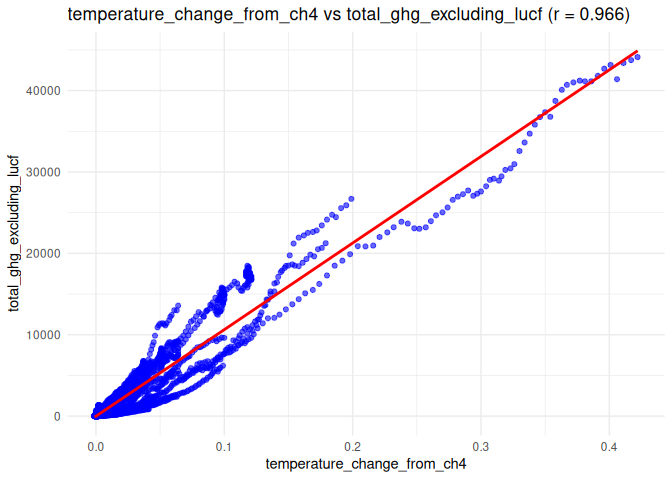 temperature_change_from_ch4 vs total_ghg_excluding_lucf (r = 0.966)
total_ghg_excluding_lucf
40000
30000
20000
10000
0
0.0 0.1 0.2 0.3 0.4
temperature_change_from_ch4